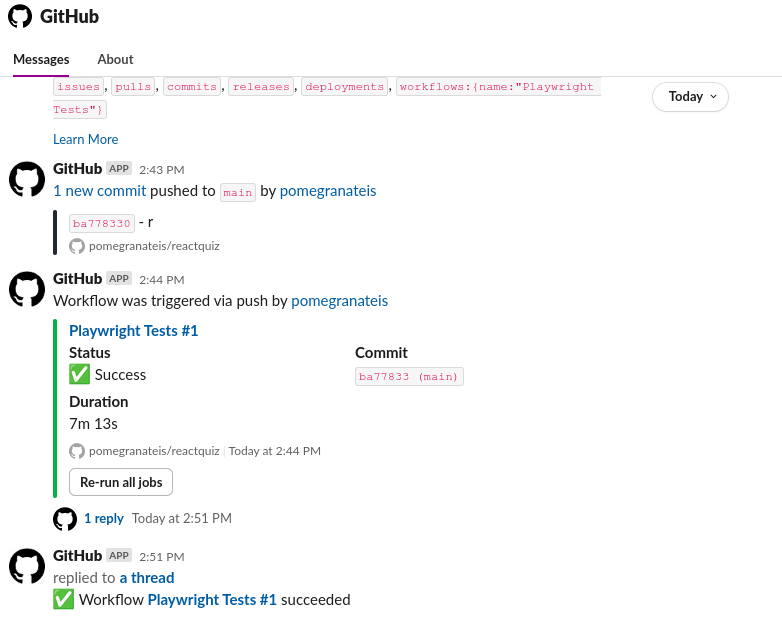 GitHub
Messages About
issues, pulls, commits, releases, deployments, workflows:{name:"Playwright
Tests"}
Today
Learn More
GitHub APP 2:43 PM
1 new commit pushed to main by pomegranateis
ba778330 - r
pomegranateis/reactquiz
GitHub APP 2:44 PM
Workflow was triggered via push by pomegranateis
Playwright Tests #1
Status Commit
✅ Success ba77833 (main)
Duration
7m 13s
pomegranateis/reactquiz | Today at 2:44 PM
Re-run all jobs
1 reply Today at 2:51 PM
GitHub APP 2:51 PM
replied to a thread
✅ Workflow Playwright Tests #1 succeeded